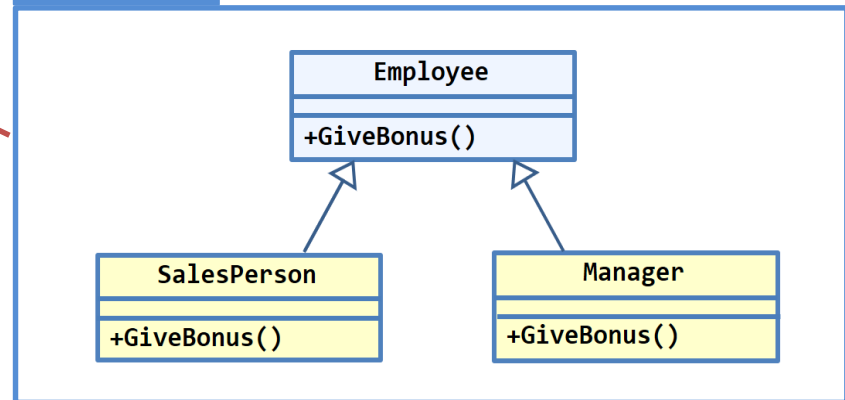 Employee
+GiveBonus()
SalesPerson
+GiveBonus()
Manager
+GiveBonus()